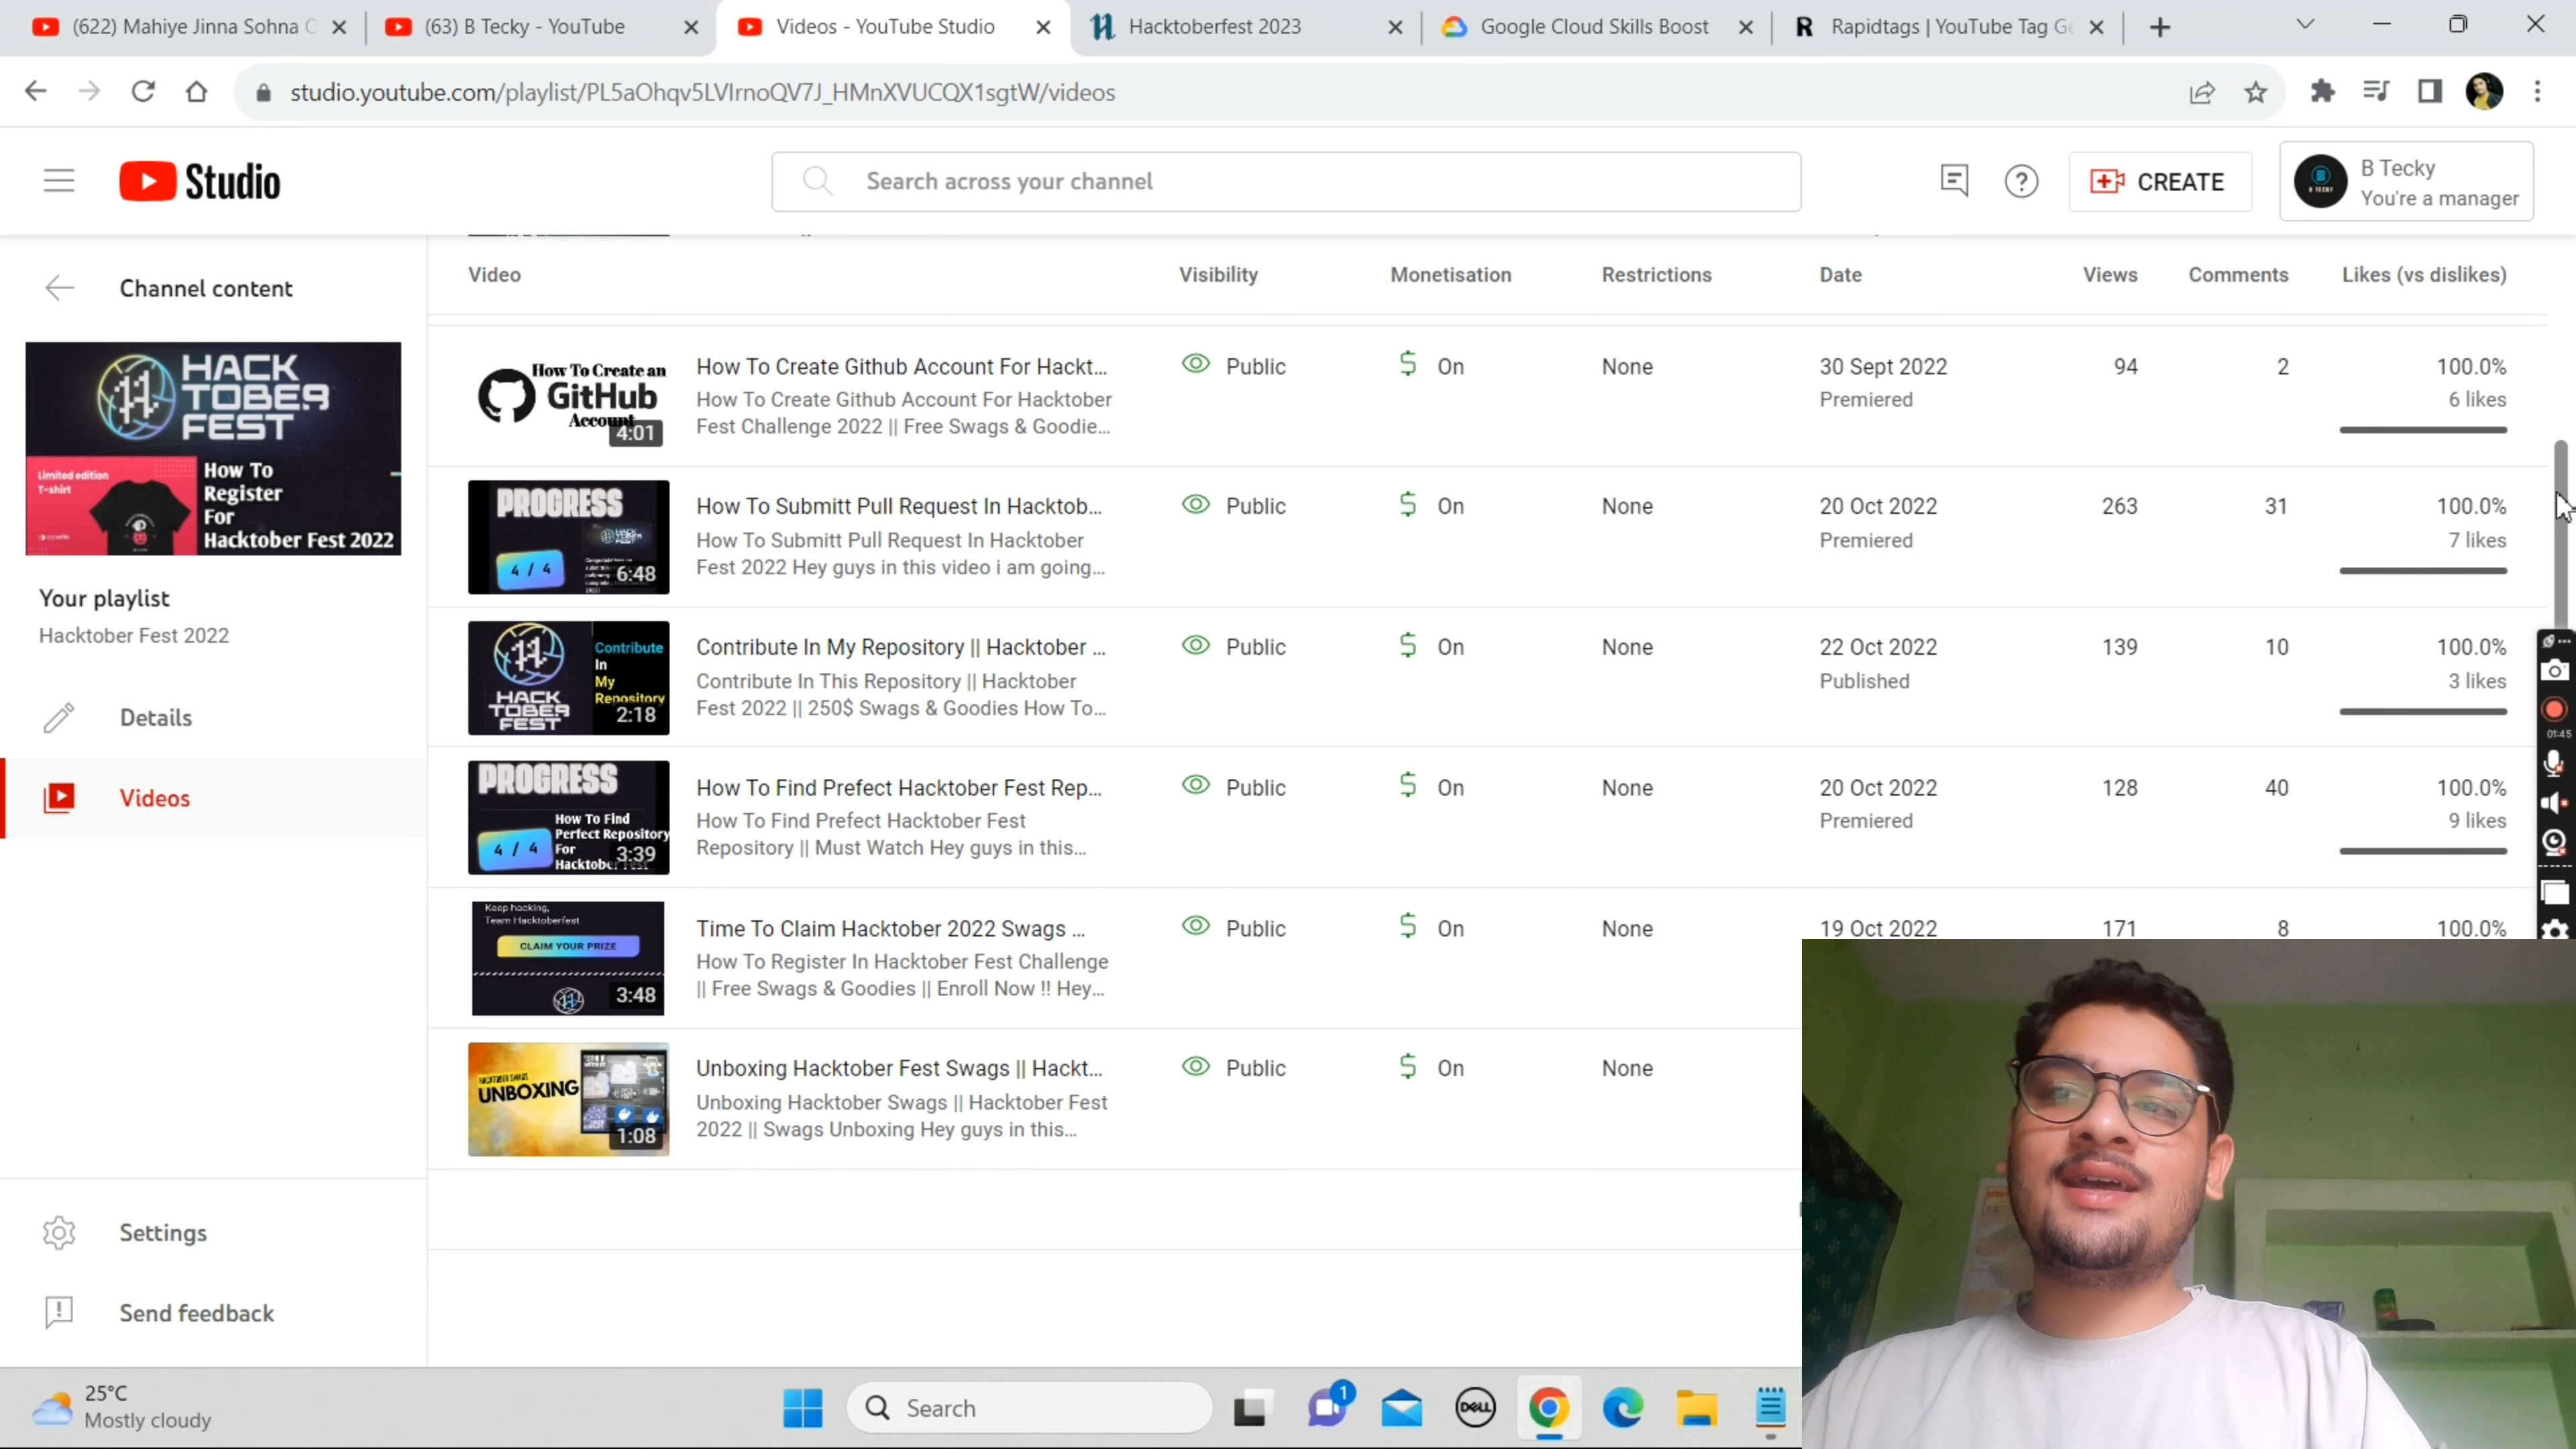 (622) Mahiye Jinna Sohna
(63) B Tecky - YouTube
Videos - YouTube Studio
Hacktoberfest 2023
Google Cloud Skills Boost
Rapidtags | YouTube Tag Ge
studio.youtube.com/playlist/PL5aOhqv5LVIrnoQV7J_HMnXVUCQX1sgtW/videos
Studio
Search across your channel
CREATE
B Tecky
You're a manager
Channel content
HACK
TOBER
FEST
Limited edition
T-shirt
How To
Register
For
Hacktober Fest 2022
Your playlist
Hacktober Fest 2022
Details
Videos
Settings
Send feedback
Video Visibility Monetisation Restrictions Date Views Comments Likes (vs dislikes)
How To Create an
GitHub
Account
4:01
How To Create Github Account For Hackt...
How To Create Github Account For Hacktober
Fest Challenge 2022 || Free Swags & Goodie...
Public On None 30 Sept 2022 94 2 100.0%
Premiered 6 likes
PROGRESS
4 / 4
6:48
How To Submitt Pull Request In Hacktob...
How To Submitt Pull Request In Hacktober
Fest 2022 Hey guys in this video i am going...
Public On None 20 Oct 2022 263 31 100.0%
Premiered 7 likes
HACK
TOBER
FEST
Contribute
In
My
Repository
2:18
Contribute In My Repository || Hacktober ...
Contribute In This Repository || Hacktober
Fest 2022 || 250$ Swags & Goodies How To...
Public On None 22 Oct 2022 139 10 100.0%
Published 3 likes
PROGRESS
4 / 4
How To Find
Perfect Repository
For
Hacktober Fest
3:39
How To Find Prefect Hacktober Fest Rep...
How To Find Prefect Hacktober Fest
Repository || Must Watch Hey guys in this...
Public On None 20 Oct 2022 128 40 100.0%
Premiered 9 likes
Keep hacking,
Team Hacktoberfest
CLAIM YOUR PRIZE
3:48
Time To Claim Hacktober 2022 Swags ...
How To Register In Hacktober Fest Challenge
|| Free Swags & Goodies || Enroll Now !! Hey...
Public On None 19 Oct 2022 171 8 100.0%
HACKTOBER SWAGS
UNBOXING
1:08
Unboxing Hacktober Fest Swags || Hackt...
Unboxing Hacktober Swags || Hacktober Fest
2022 || Swags Unboxing Hey guys in this...
Public On None
01:45
25°C
Mostly cloudy
Search
1
DELL